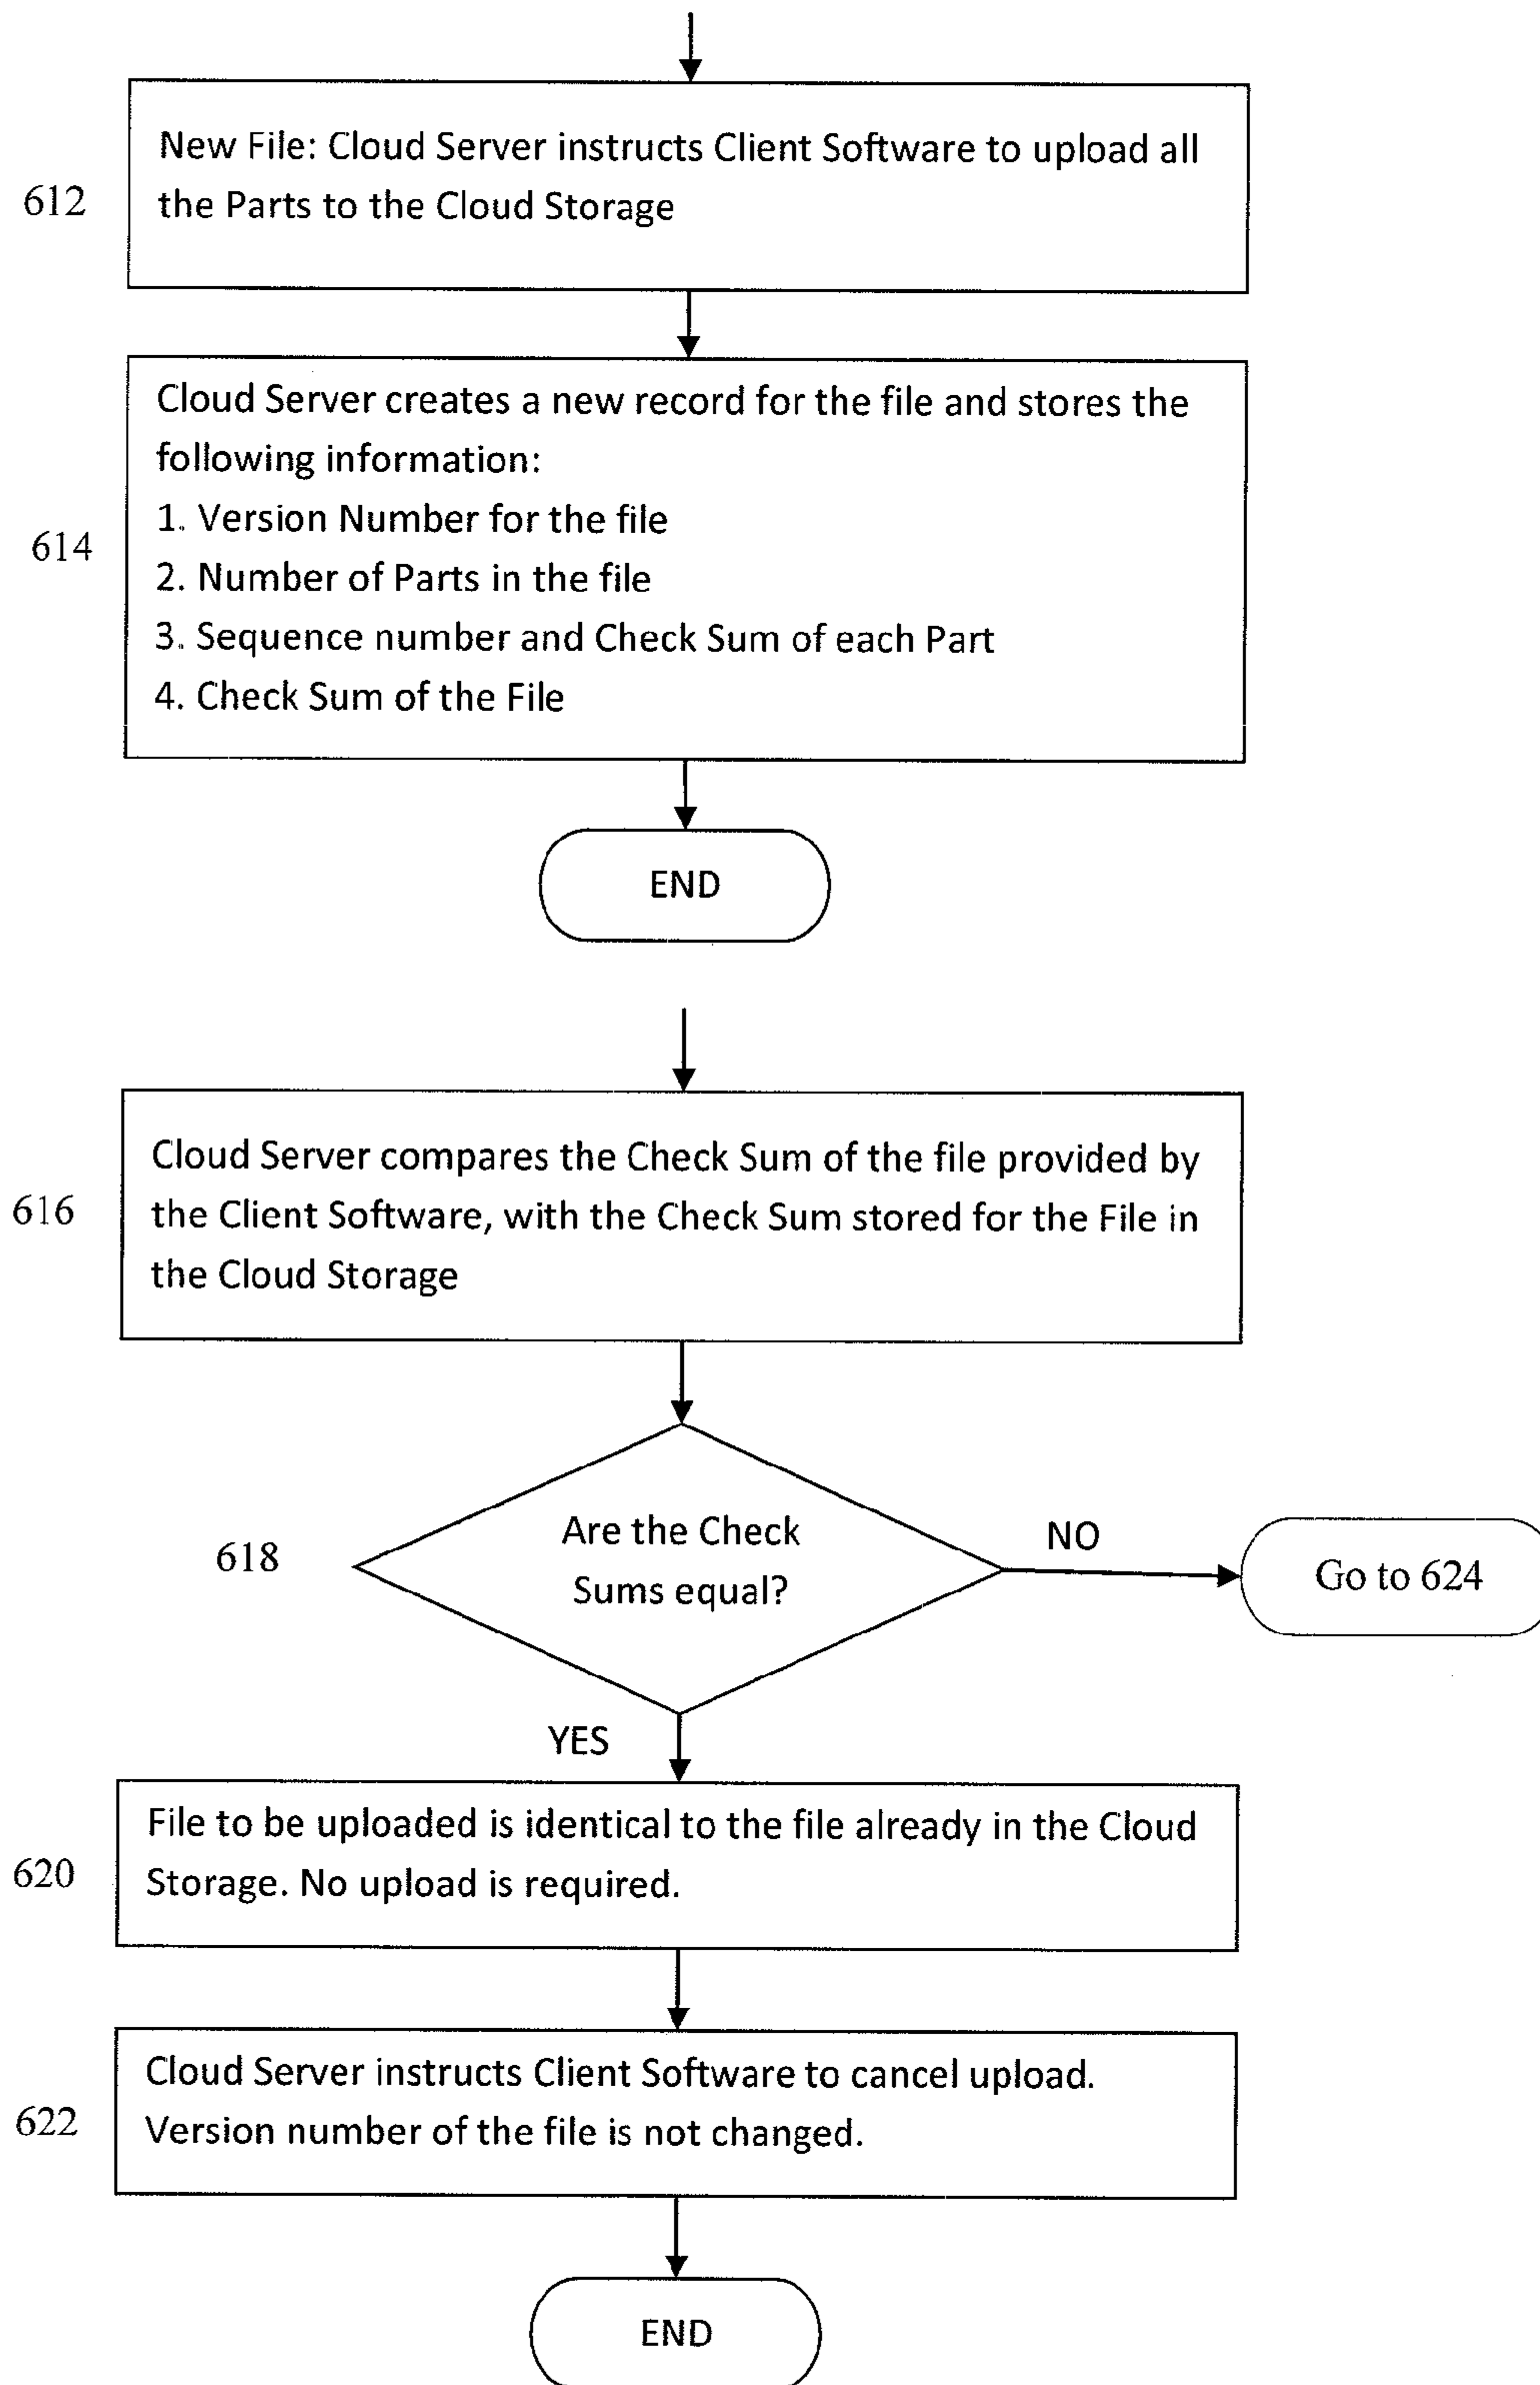 New File: Cloud Server instructs Client Software to upload all
the Parts to the Cloud Storage
612
Cloud Server creates a new record for the file and stores the
following information:
1. Version Number for the file
2. Number of Parts in the file
3. Sequence number and Check Sum of each Part
4. Check Sum of the File
614
END
Cloud Server compares the Check Sum of the file provided by
the Client Software, with the Check Sum stored for the File in
the Cloud Storage
616
Are the Check
Sums equal?
618
NO
Go to 624
YES
File to be uploaded is identical to the file already in the Cloud
Storage. No upload is required.
620
Cloud Server instructs Client Software to cancel upload.
Version number of the file is not changed.
622
END